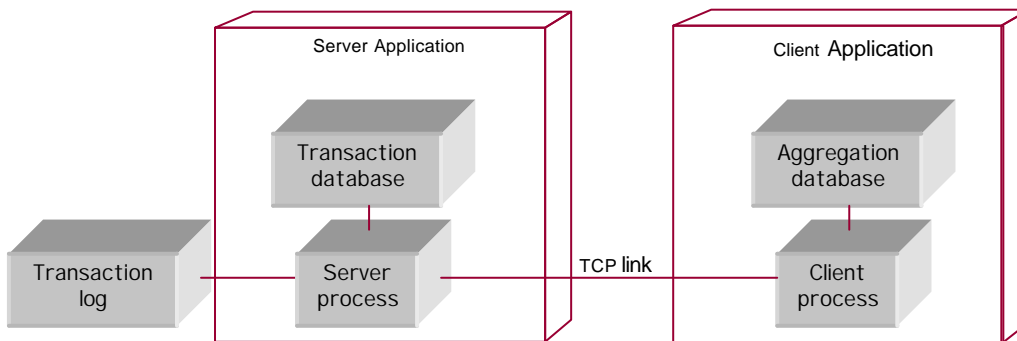 Server Application
Client Application
Transaction
database
Aggregation
database
Transaction
log
Server
process
TCP link
Client
process